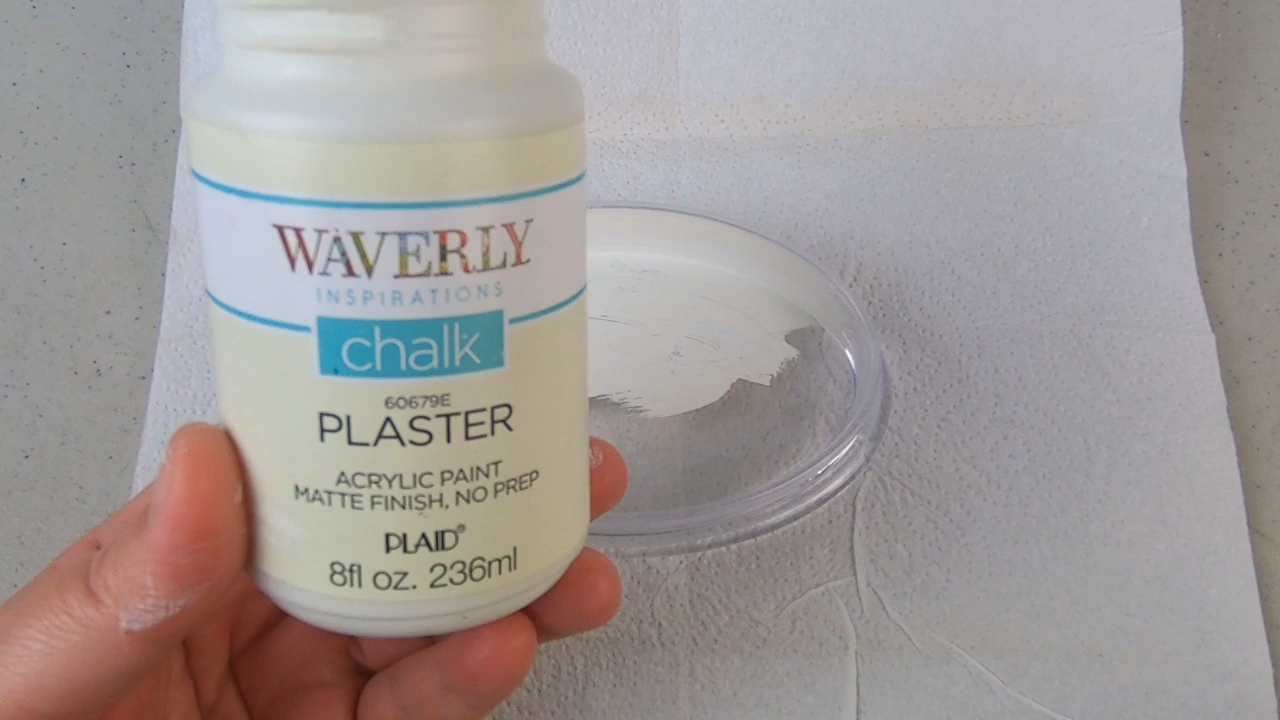 WAVERLY
INSPIRATIONS
chalk
60679E
PLASTER
ACRYLIC PAINT
MATTE FINISH, NO PREP
PLAID®
8fl oz. 236ml